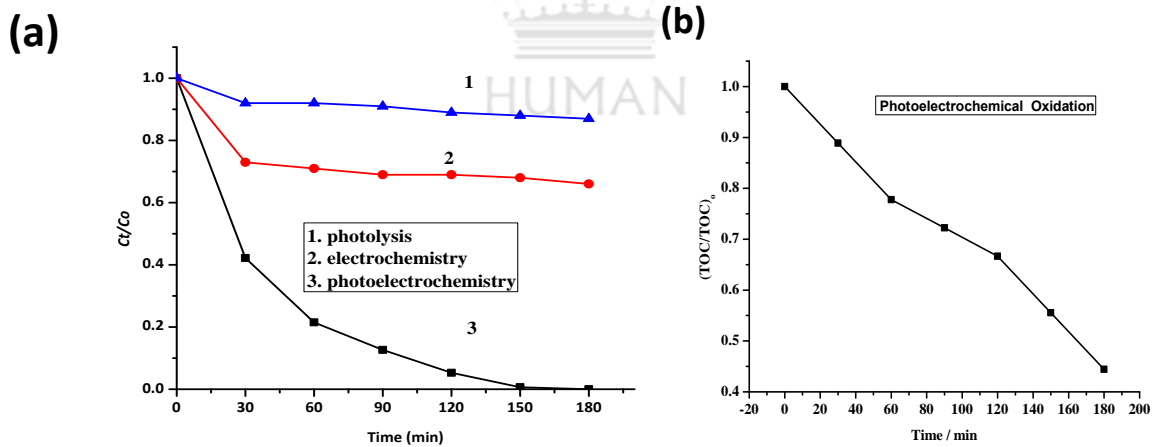 (a)
HUMAN
1
2
3
1. photolysis
2. electrochemistry
3. photoelectrochemistry
Ct/Co
1.0
0.8
0.6
0.4
0.2
0.0
0 30 60 90 120 150 180
Time (min)
(b)
Photoelectrochemical Oxidation
(TOC/TOC)o
1.0
0.9
0.8
0.7
0.6
0.5
0.4
-20 0 20 40 60 80 100 120 140 160 180 200
Time / min